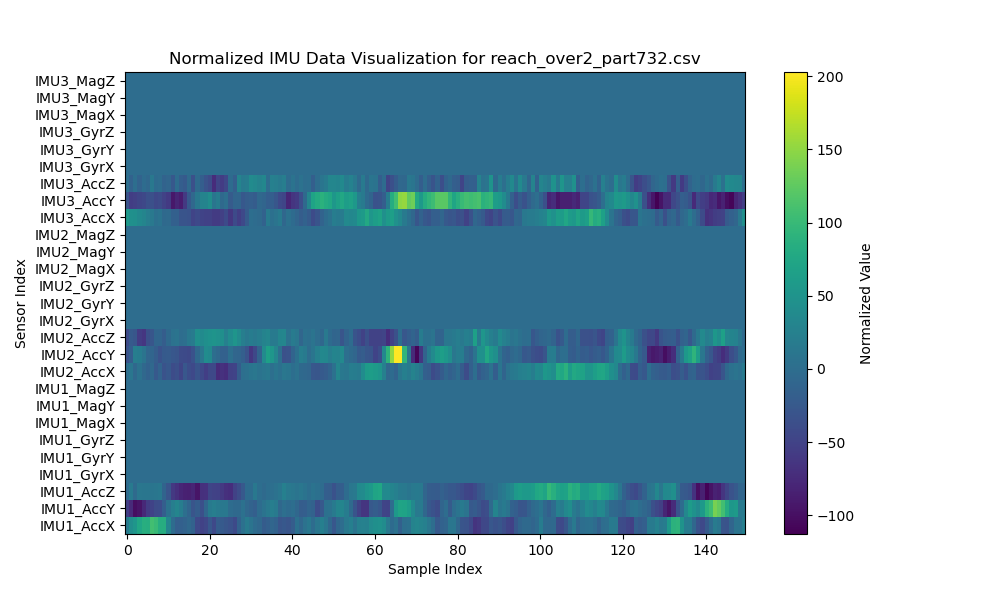 Normalized IMU Data Visualization for reach_over2_part732.csv
IMU3_MagZ
IMU3_MagY
IMU3_MagX
IMU3_GyrZ
IMU3_GyrY
IMU3_GyrX
IMU3_AccZ
IMU3_AccY
IMU3_AccX
IMU2_MagZ
IMU2_MagY
IMU2_MagX
IMU2_GyrZ
IMU2_GyrY
IMU2_GyrX
IMU2_AccZ
IMU2_AccY
IMU2_AccX
IMU1_MagZ
IMU1_MagY
IMU1_MagX
IMU1_GyrZ
IMU1_GyrY
IMU1_GyrX
IMU1_AccZ
IMU1_AccY
IMU1_AccX
Sensor Index
0 20 40 60 80 100 120 140
Sample Index
200
150
100
50
0
−50
−100
Normalized Value